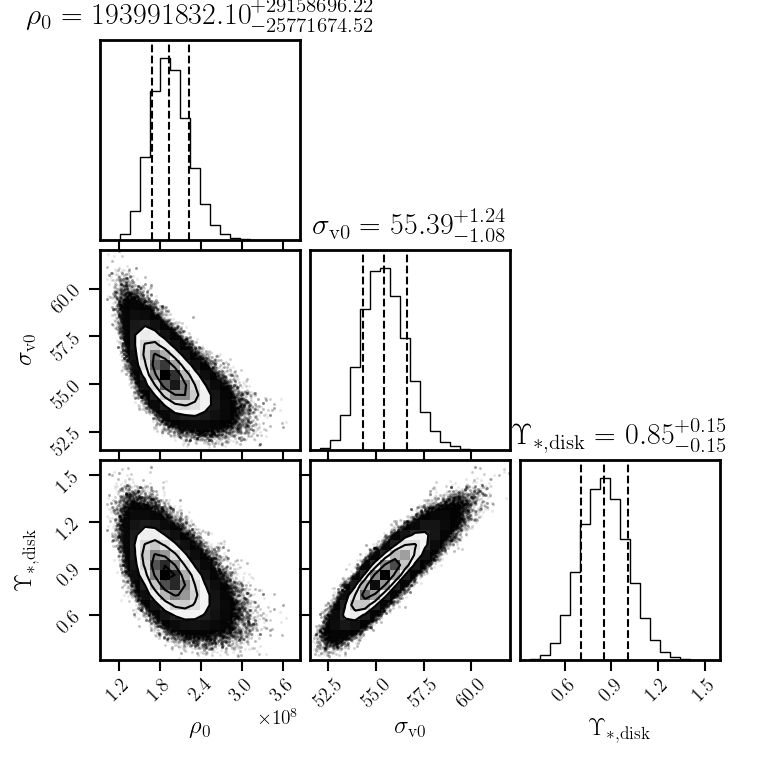 ρ₀ = 193991832.10⁺²⁹¹⁵⁸⁶⁹⁶·²²₋₂₅₇₇₁₆₇₄.₅₂
σᵥ₀ = 55.39⁺¹·²⁴₋₁.₀₈
60.0
57.5
55.0
52.5
σᵥ₀
Υ∗,disk = 0.85⁺⁰·¹⁵₋₀.₁₅
1.5
1.2
0.9
0.6
Υ∗,disk
1.2 1.8 2.4 3.0 3.6
×10⁸
ρ₀
52.5 55.0 57.5 60.0
σᵥ₀
0.6 0.9 1.2 1.5
Υ∗,disk